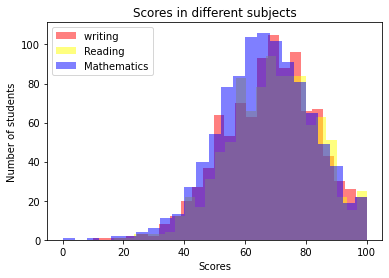 Scores in different subjects
writing
Reading
Mathematics
Number of students
100
80
60
40
20
0
0 20 40 60 80 100
Scores